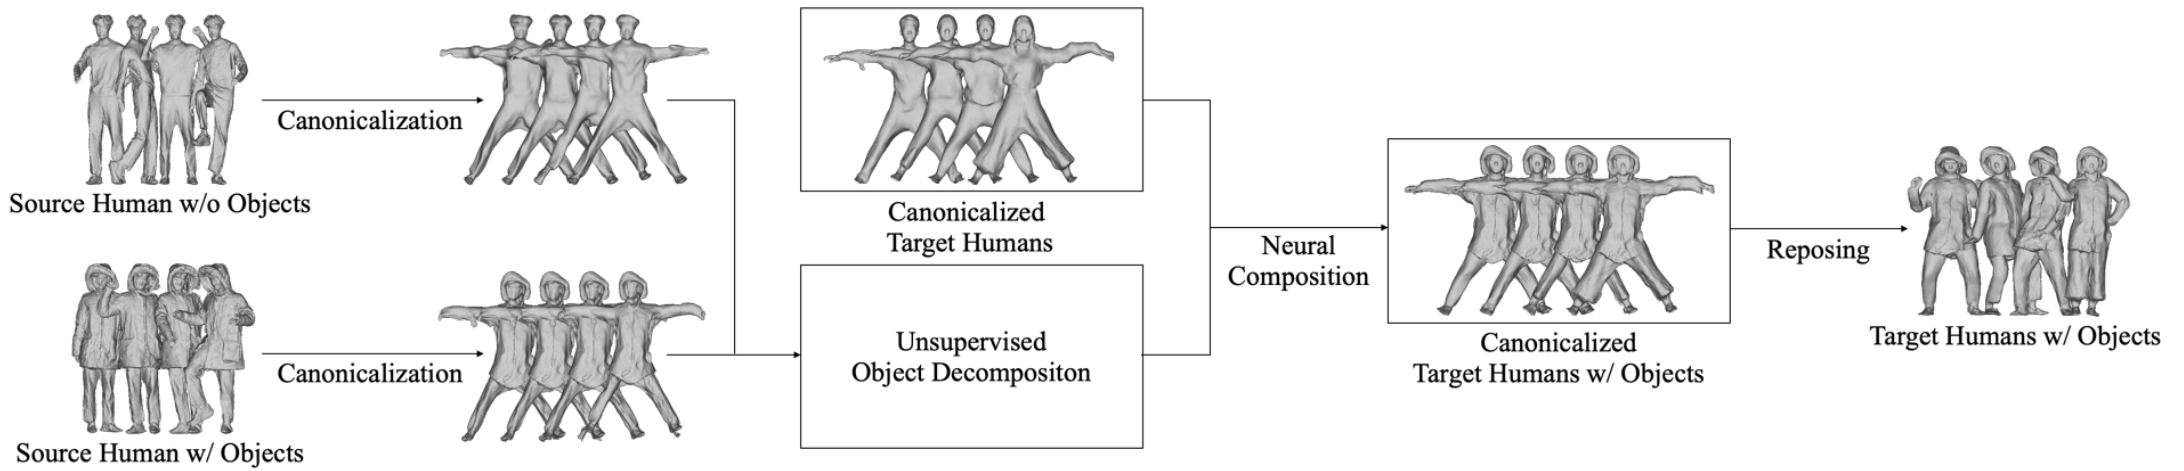 Canonicalization
Source Human w/o Objects
Canonicalization
Source Human w/ Objects
Canonicalized
Target Humans
Unsupervised
Object Decompositon
Neural
Composition
Canonicalized
Target Humans w/ Objects
Reposing
Target Humans w/ Objects